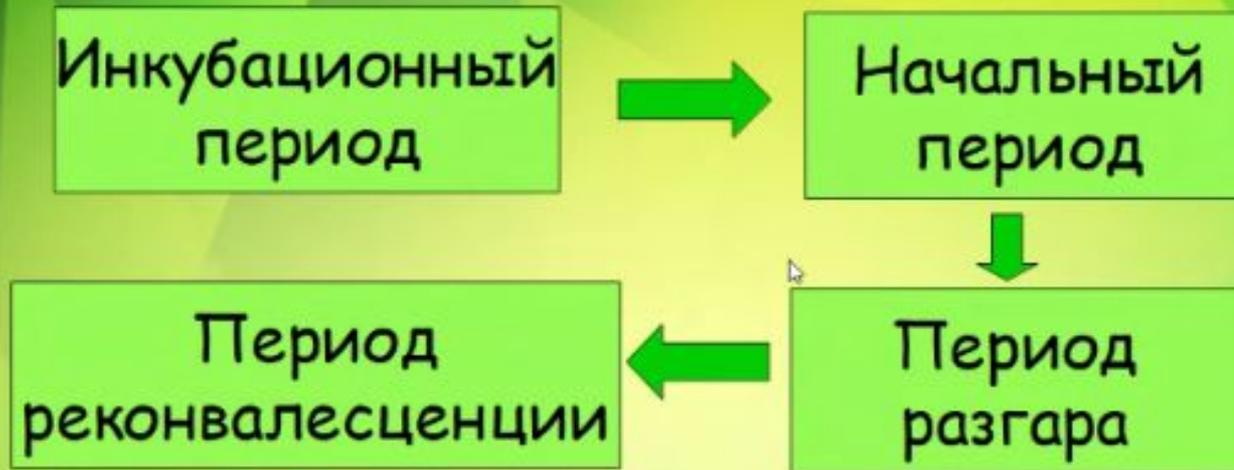 Инкубационный
период
Начальный
период
Период
разгара
Период
реконвалесценции